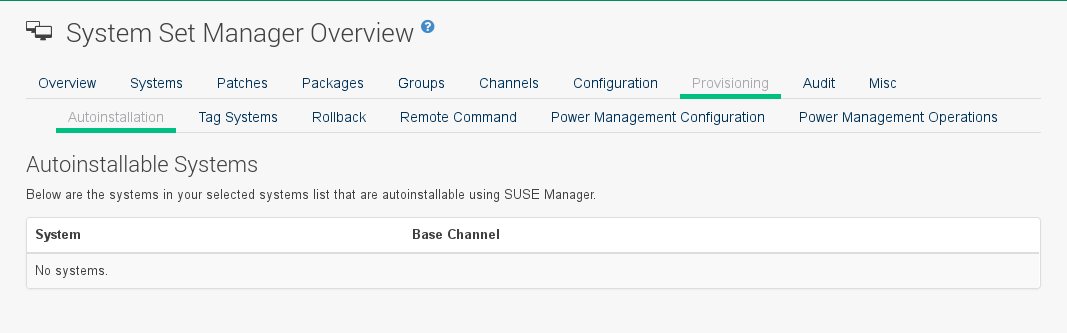 System Set Manager Overview ?
Overview Systems Patches Packages Groups Channels Configuration Provisioning Audit Misc
Autoinstallation Tag Systems Rollback Remote Command Power Management Configuration Power Management Operations
Autoinstallable Systems
Below are the systems in your selected systems list that are autoinstallable using SUSE Manager.
System Base Channel
No systems.